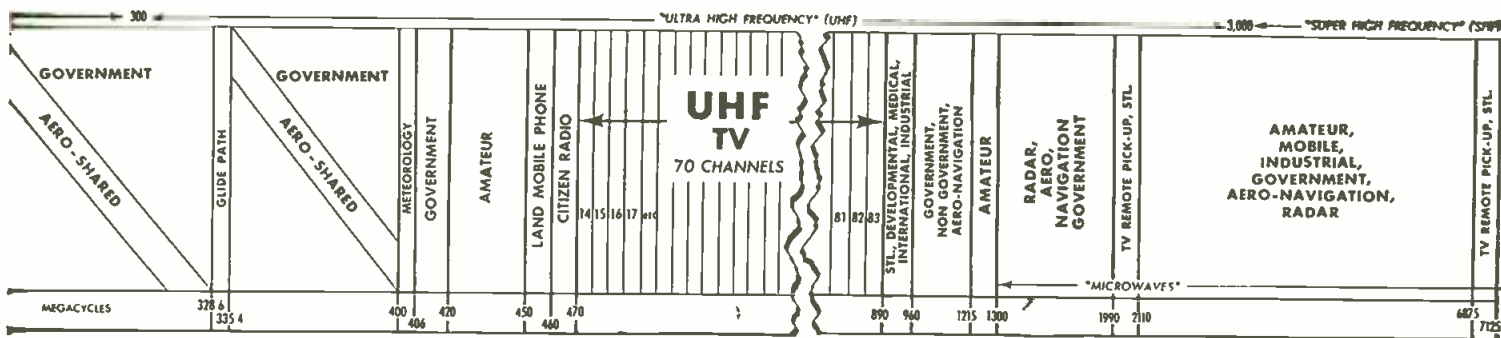 300
"ULTRA HIGH FREQUENCY" (UHF)
3,000
"SUPER HIGH FREQUENCY" (SHF)
GOVERNMENT
AERO-SHARED
GLIDE PATH
GOVERNMENT
AERO-SHARED
METEOROLOGY
GOVERNMENT
AMATEUR
LAND MOBILE PHONE
CITIZEN RADIO
14
15
16
17
etc
UHF
TV
70 CHANNELS
81
82
83
STL., DEVELOPMENTAL, MEDICAL,
INTERNATIONAL, INDUSTRIAL
GOVERNMENT,
NON GOVERNMENT,
AERO-NAVIGATION
AMATEUR
RADAR,
AERO,
NAVIGATION
GOVERNMENT
TV REMOTE PICK-UP, STL.
AMATEUR,
MOBILE,
INDUSTRIAL,
GOVERNMENT,
AERO-NAVIGATION,
RADAR
TV REMOTE PICK-UP, STL.
"MICROWAVES"
MEGACYCLES
328 6
335 4
400
406
420
450
460
470
890
960
1215
1300
1990
2110
6875
7125